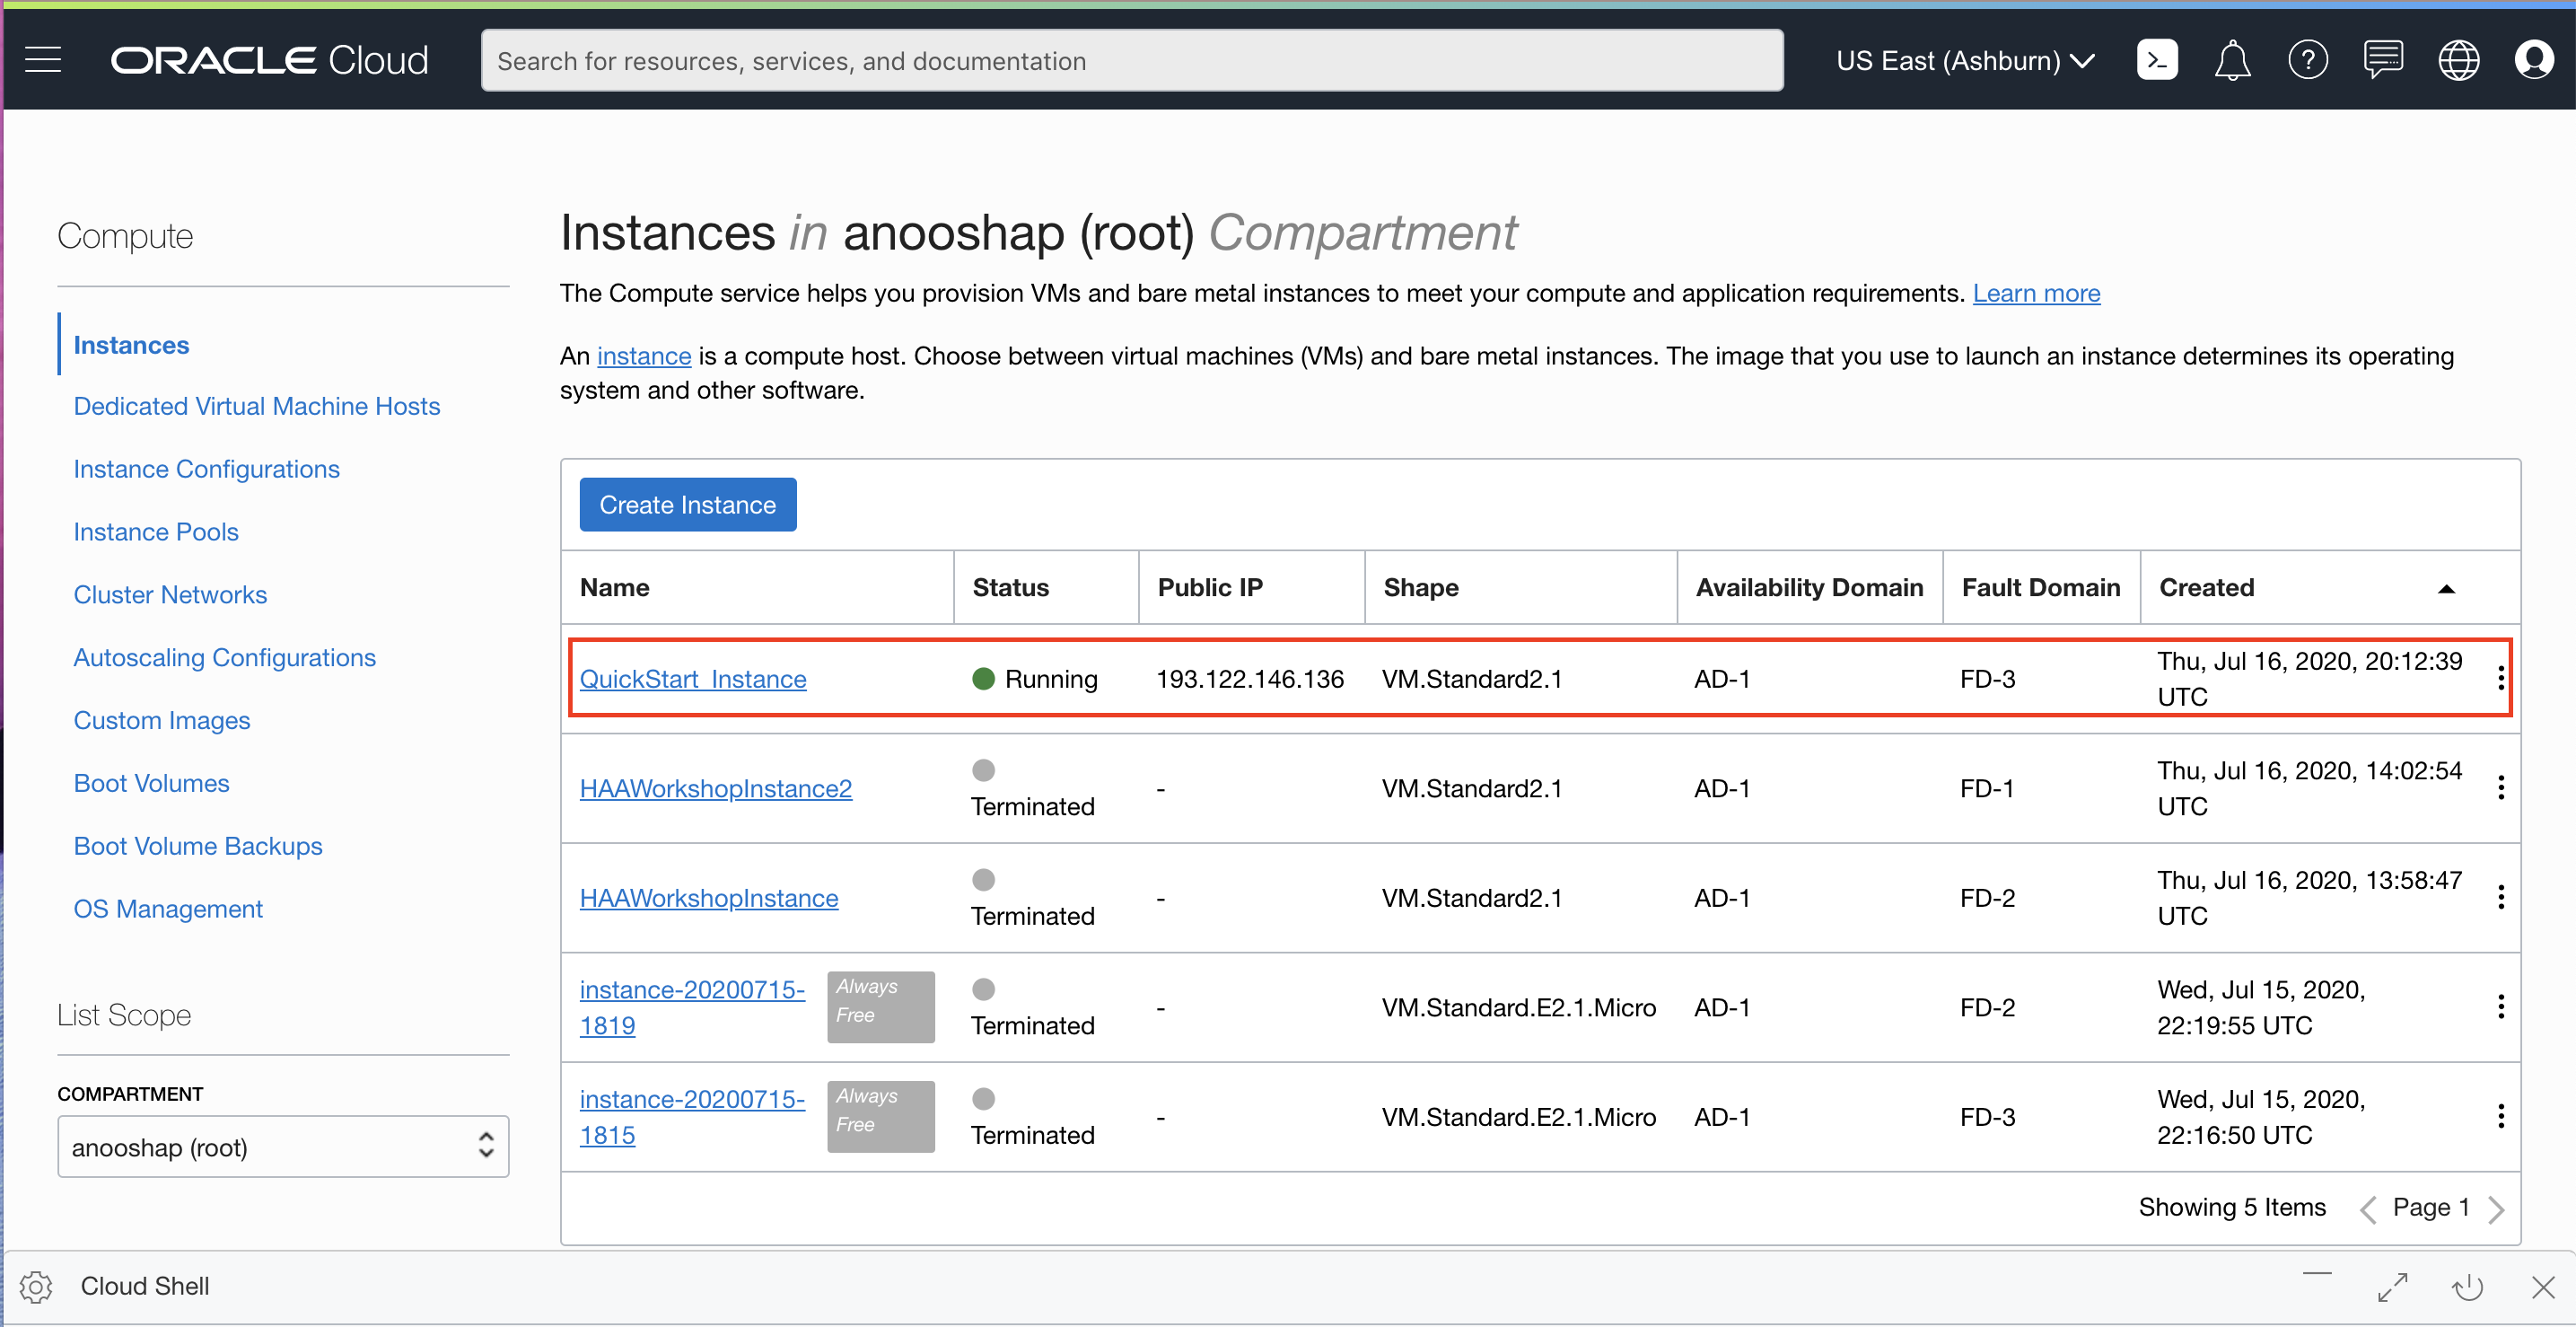 ORACLE Cloud
Search for resources, services, and documentation
US East (Ashburn)
Compute
Instances
Dedicated Virtual Machine Hosts
Instance Configurations
Instance Pools
Cluster Networks
Autoscaling Configurations
Custom Images
Boot Volumes
Boot Volume Backups
OS Management
List Scope
COMPARTMENT
anooshap (root)
Instances in anooshap (root) Compartment
The Compute service helps you provision VMs and bare metal instances to meet your compute and application requirements. Learn more
An instance is a compute host. Choose between virtual machines (VMs) and bare metal instances. The image that you use to launch an instance determines its operating
system and other software.
Create Instance
Name Status Public IP Shape Availability Domain Fault Domain Created
QuickStart_Instance Running 193.122.146.136 VM.Standard2.1 AD-1 FD-3 Thu, Jul 16, 2020, 20:12:39
UTC
HAAWorkshopInstance2 Terminated - VM.Standard2.1 AD-1 FD-1 Thu, Jul 16, 2020, 14:02:54
UTC
HAAWorkshopInstance Terminated - VM.Standard2.1 AD-1 FD-2 Thu, Jul 16, 2020, 13:58:47
UTC
instance-20200715- Always Terminated - VM.Standard.E2.1.Micro AD-1 FD-2 Wed, Jul 15, 2020,
1819 Free 22:19:55 UTC
instance-20200715- Always Terminated - VM.Standard.E2.1.Micro AD-1 FD-3 Wed, Jul 15, 2020,
1815 Free 22:16:50 UTC
Showing 5 Items Page 1
Cloud Shell